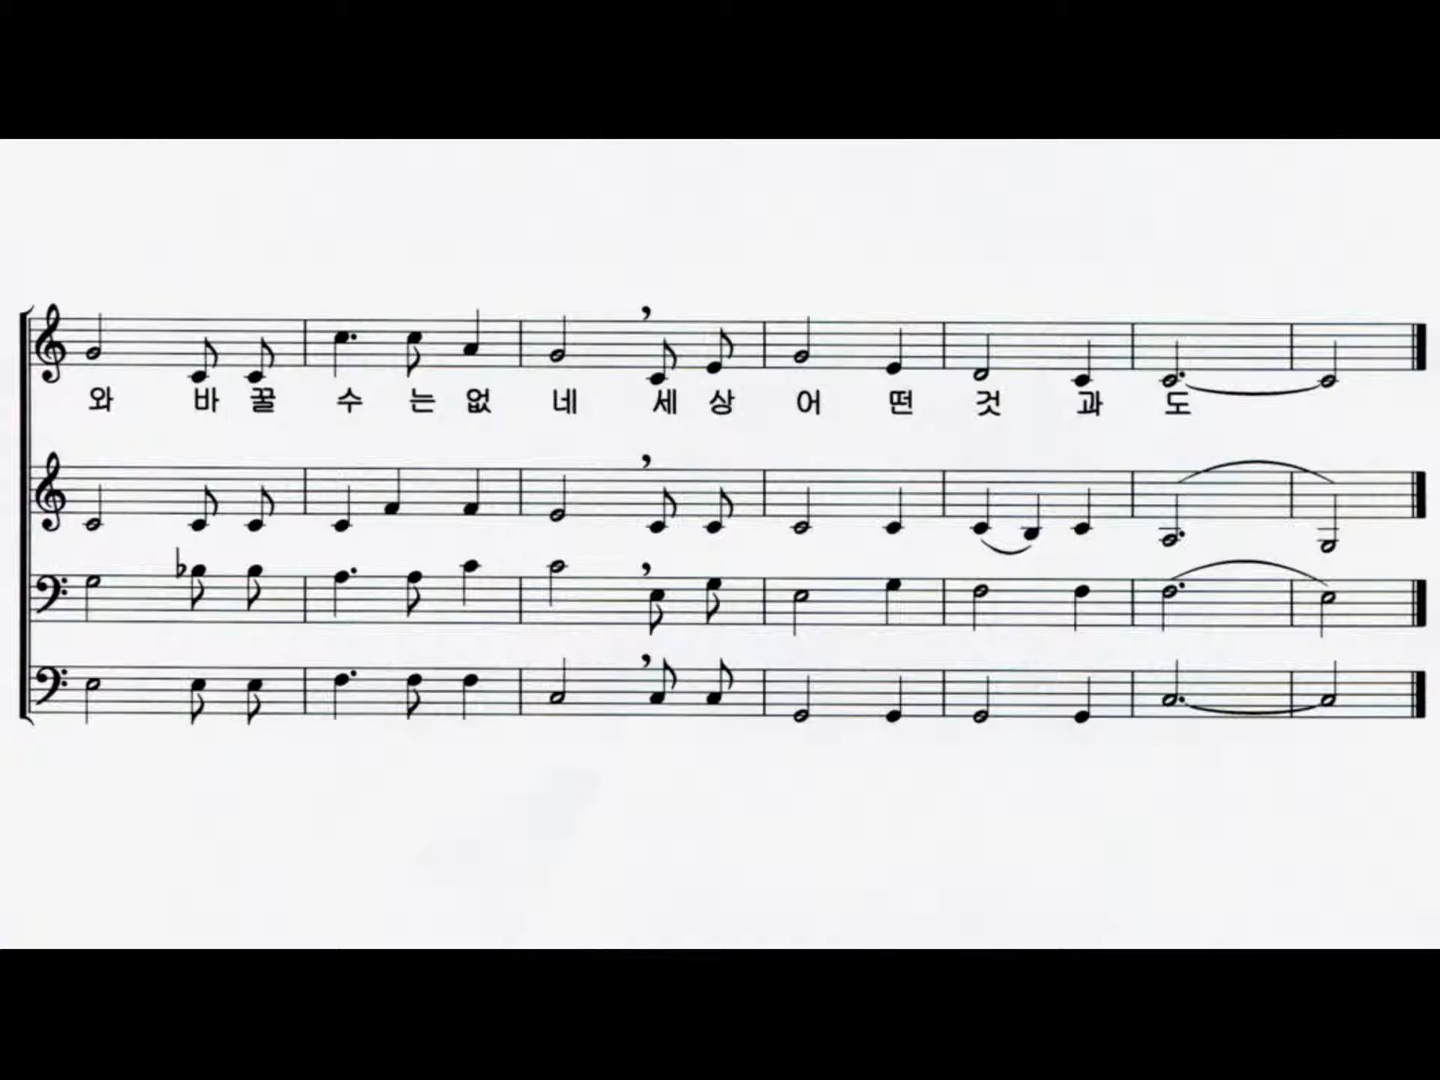 와 바 꿀 수 는 없 네 세 상 어 떤 것 과 도